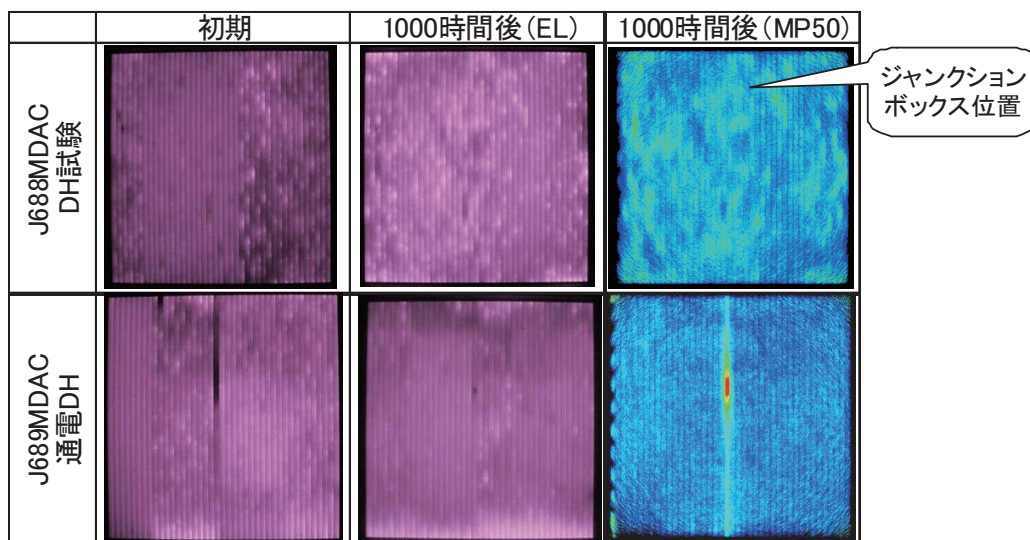 初期
1000時間後(EL)
1000時間後(MP50)
ジャンクション
ボックス位置
J688MDAC
DH試験
J689MDAC
通電DH